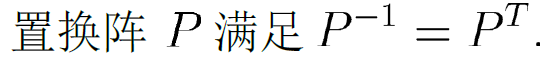 置换阵 $P$ 满足 $P^{-1} = P^T$.